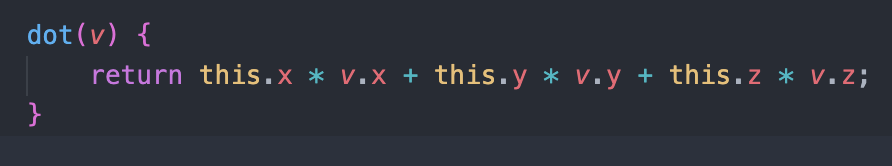 dot(v) {
    return this.x * v.x + this.y * v.y + this.z * v.z;
}